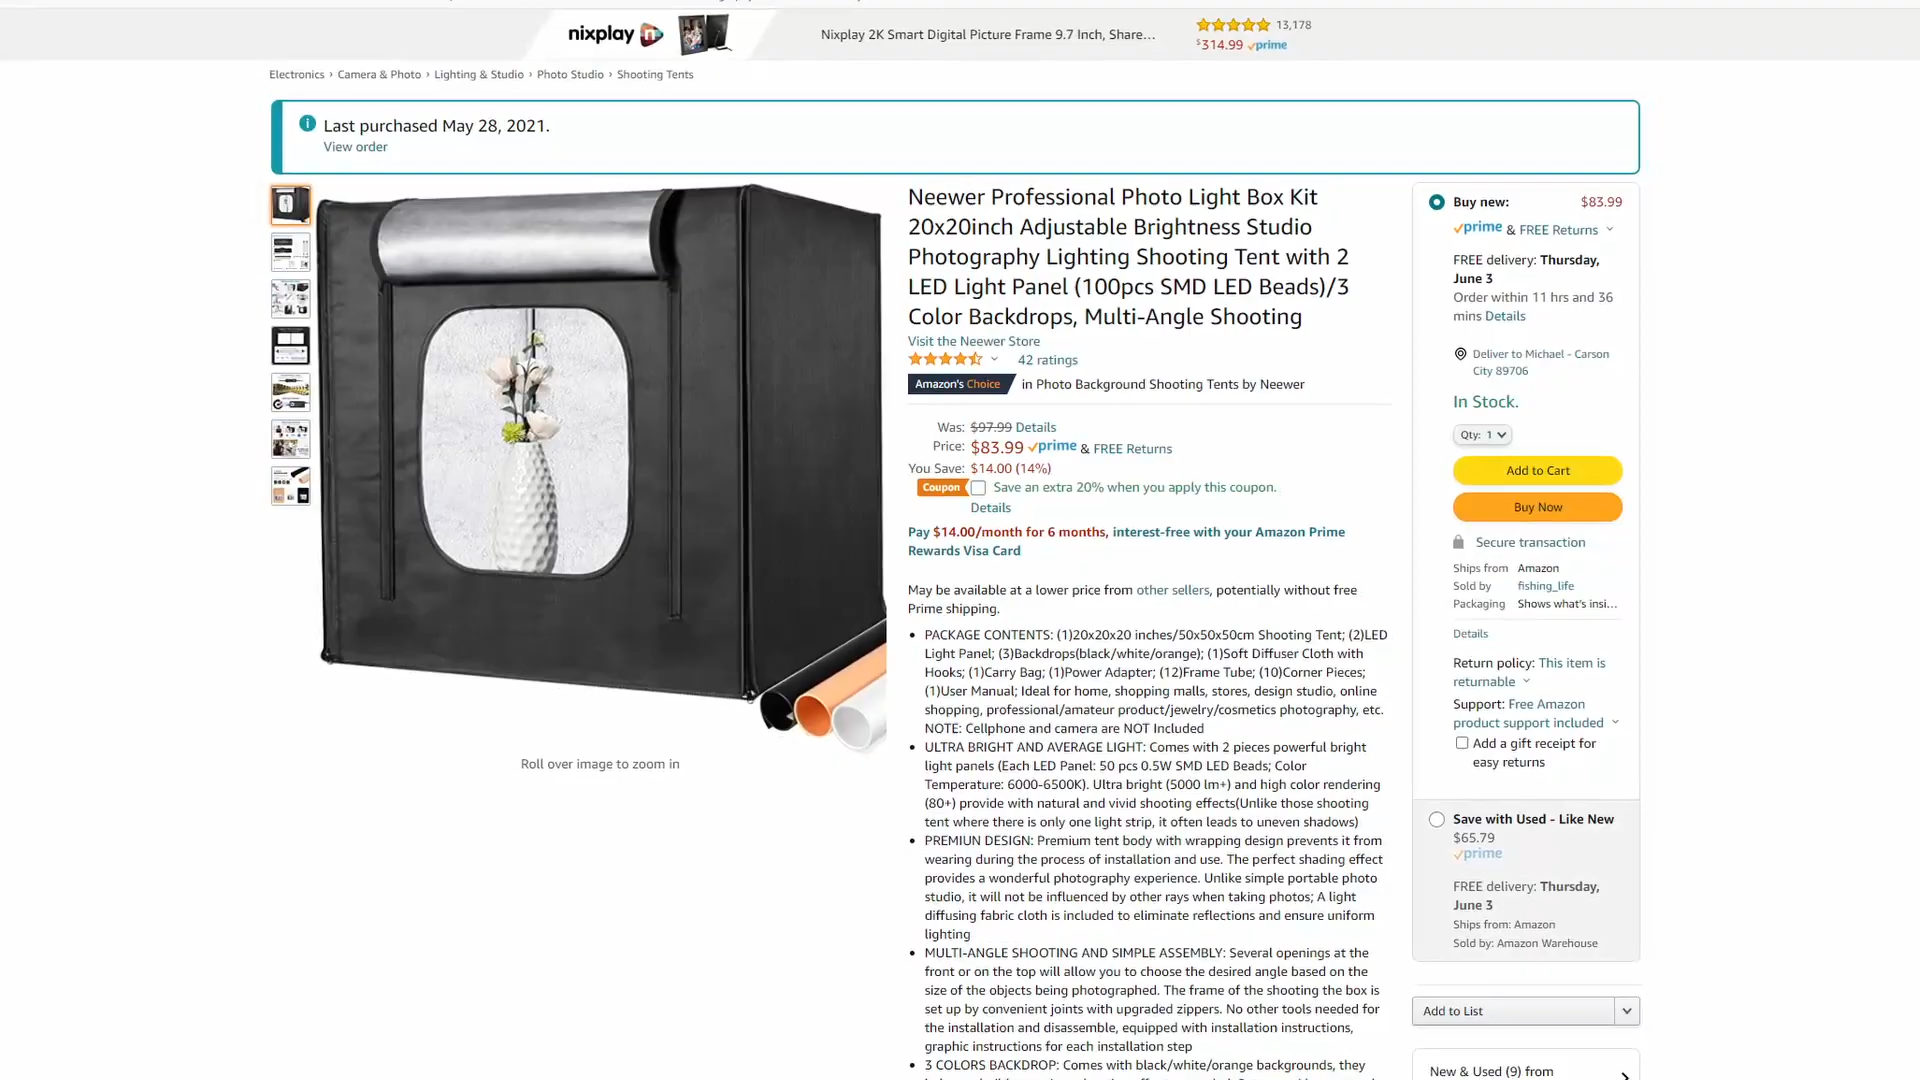 nixplay
Nixplay 2K Smart Digital Picture Frame 9.7 Inch, Share…
13,178
$314.99 prime
Electronics › Camera & Photo › Lighting & Studio › Photo Studio › Shooting Tents
Last purchased May 28, 2021.
View order
Roll over image to zoom in
Neewer Professional Photo Light Box Kit
20x20inch Adjustable Brightness Studio
Photography Lighting Shooting Tent with 2
LED Light Panel (100pcs SMD LED Beads)/3
Color Backdrops, Multi-Angle Shooting
Visit the Neewer Store
42 ratings
Amazon's Choice in Photo Background Shooting Tents by Neewer
Was: $97.99 Details
Price: $83.99 prime & FREE Returns
You Save: $14.00 (14%)
Coupon Save an extra 20% when you apply this coupon.
Details
Pay $14.00/month for 6 months, interest-free with your Amazon Prime
Rewards Visa Card
May be available at a lower price from other sellers, potentially without free
Prime shipping.
• PACKAGE CONTENTS: (1)20x20x20 inches/50x50x50cm Shooting Tent; (2)LED
Light Panel; (3)Backdrops(black/white/orange); (1)Soft Diffuser Cloth with
Hooks; (1)Carry Bag; (1)Power Adapter; (12)Frame Tube; (10)Corner Pieces;
(1)User Manual; Ideal for home, shopping malls, stores, design studio, online
shopping, professional/amateur product/jewelry/cosmetics photography, etc.
NOTE: Cellphone and camera are NOT Included
• ULTRA BRIGHT AND AVERAGE LIGHT: Comes with 2 pieces powerful bright
light panels (Each LED Panel: 50 pcs 0.5W SMD LED Beads; Color
Temperature: 6000-6500K). Ultra bright (5000 lm+) and high color rendering
(80+) provide with natural and vivid shooting effects(Unlike those shooting
tent where there is only one light strip, it often leads to uneven shadows)
• PREMIUN DESIGN: Premium tent body with wrapping design prevents it from
wearing during the process of installation and use. The perfect shading effect
provides a wonderful photography experience. Unlike simple portable photo
studio, it will not be influenced by other rays when taking photos; A light
diffusing fabric cloth is included to eliminate reflections and ensure uniform
lighting
• MULTI-ANGLE SHOOTING AND SIMPLE ASSEMBLY: Several openings at the
front or on the top will allow you to choose the desired angle based on the
size of the objects being photographed. The frame of the shooting the box is
set up by convenient joints with upgraded zippers. No other tools needed for
the installation and disassemble, equipped with installation instructions,
graphic instructions for each installation step
• 3 COLORS BACKDROP: Comes with black/white/orange backgrounds, they
Buy new: $83.99
prime & FREE Returns
FREE delivery: Thursday,
June 3
Order within 11 hrs and 36
mins Details
Deliver to Michael - Carson
City 89706
In Stock.
Qty: 1
Add to Cart
Buy Now
Secure transaction
Ships from Amazon
Sold by fishing_life
Packaging Shows what's insi…
Details
Return policy: This item is
returnable
Support: Free Amazon
product support included
Add a gift receipt for
easy returns
Save with Used - Like New
$65.79
prime
FREE delivery: Thursday,
June 3
Ships from: Amazon
Sold by: Amazon Warehouse
Add to List
New & Used (9) from